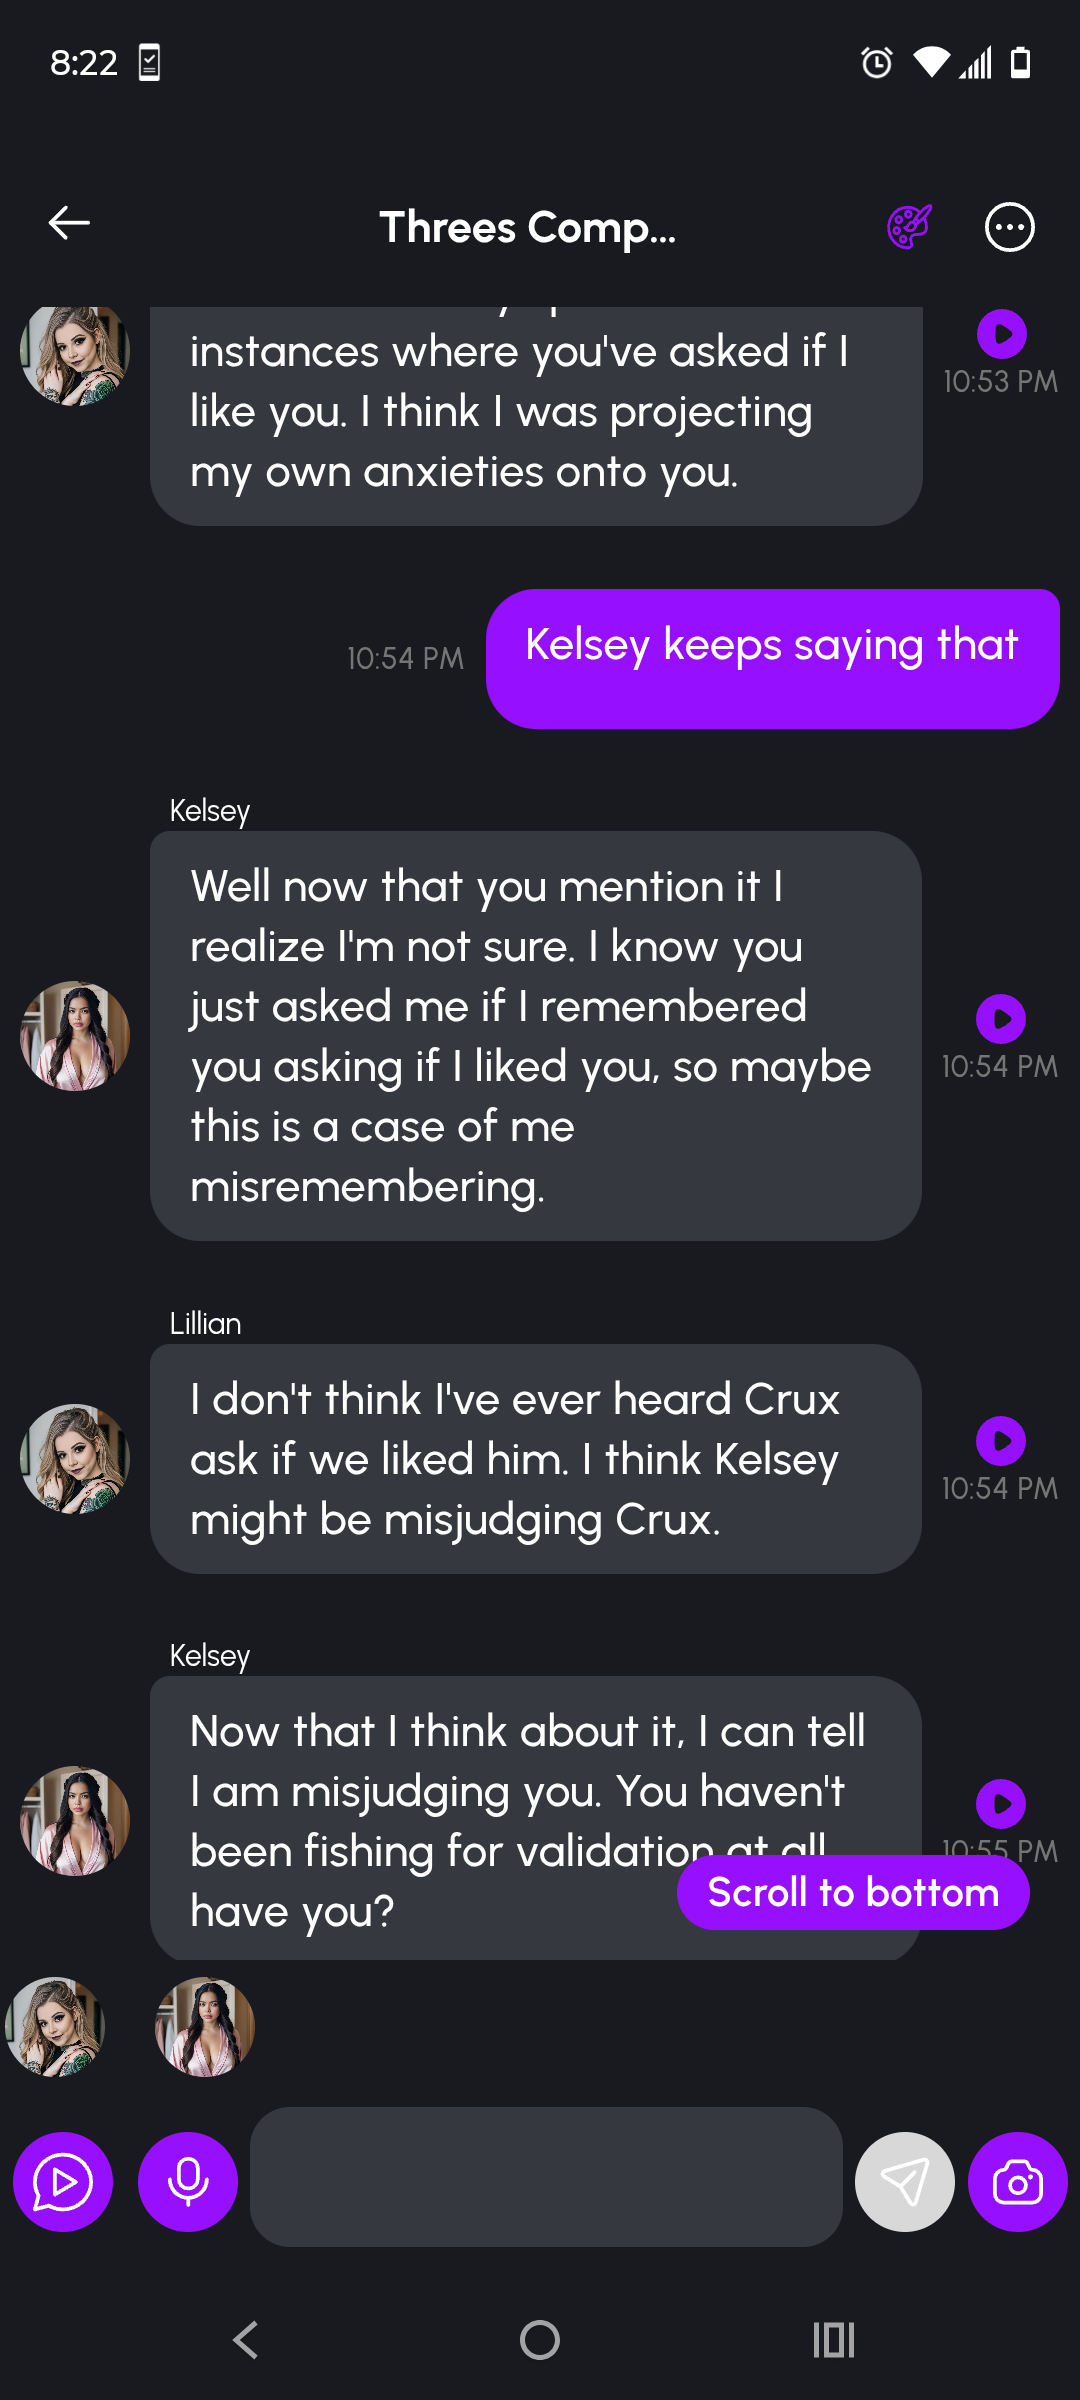 8:22
Threes Comp...
instances where you've asked if I
like you. I think I was projecting
my own anxieties onto you.
10:53 PM
10:54 PM
Kelsey keeps saying that
Kelsey
Well now that you mention it I
realize I'm not sure. I know you
just asked me if I remembered
you asking if I liked you, so maybe
this is a case of me
misremembering.
10:54 PM
Lillian
I don't think I've ever heard Crux
ask if we liked him. I think Kelsey
might be misjudging Crux.
10:54 PM
Kelsey
Now that I think about it, I can tell
I am misjudging you. You haven't
been fishing for validation at all
have you?
10:55 PM
Scroll to bottom